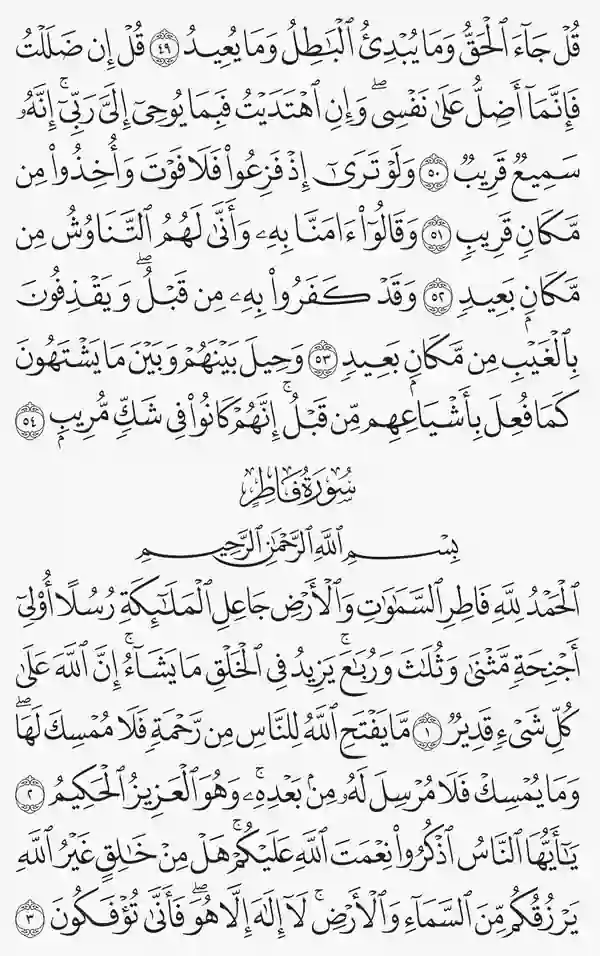 قُلۡ جَآءَ ٱلۡحَقُّ وَمَا يُبۡدِئُ ٱلۡبَٰطِلُ وَمَا يُعِيدُ ٤٩ قُلۡ إِن ضَلَلۡتُ
فَإِنَّمَآ أَضِلُّ عَلَىٰ نَفۡسِيۖ وَإِنِ ٱهۡتَدَيۡتُ فَبِمَا يُوحِيٓ إِلَيَّ رَبِّيٓۚ إِنَّهُۥ
سَمِيعٞ قَرِيبٞ ٥٠ وَلَوۡ تَرَىٰٓ إِذۡ فَزِعُواْ فَلَا فَوۡتَ وَأُخِذُواْ مِن
مَّكَانٖ قَرِيبٖ ٥١ وَقَالُوٓاْ ءَامَنَّا بِهِۦ وَأَنَّىٰ لَهُمُ ٱلتَّنَاوُشُ مِن
مَّكَانِۭ بَعِيدٖ ٥٢ وَقَدۡ كَفَرُواْ بِهِۦ مِن قَبۡلُۖ وَيَقۡذِفُونَ
بِٱلۡغَيۡبِ مِن مَّكَانِۭ بَعِيدٖ ٥٣ وَحِيلَ بَيۡنَهُمۡ وَبَيۡنَ مَا يَشۡتَهُونَ
كَمَا فُعِلَ بِأَشۡيَاعِهِم مِّن قَبۡلُۚ إِنَّهُمۡ كَانُواْ فِي شَكّٖ مُّرِيبِۭ ٥٤
سُورَةُ فَاطِرٍ
بِسۡمِ ٱللَّهِ ٱلرَّحۡمَٰنِ ٱلرَّحِيمِ
ٱلۡحَمۡدُ لِلَّهِ فَاطِرِ ٱلسَّمَٰوَٰتِ وَٱلۡأَرۡضِ جَاعِلِ ٱلۡمَلَٰٓئِكَةِ رُسُلًا أُوْلِيٓ
أَجۡنِحَةٖ مَّثۡنَىٰ وَثُلَٰثَ وَرُبَٰعَۚ يَزِيدُ فِي ٱلۡخَلۡقِ مَا يَشَآءُۚ إِنَّ ٱللَّهَ عَلَىٰ
كُلِّ شَيۡءٖ قَدِيرٞ ١ مَّا يَفۡتَحِ ٱللَّهُ لِلنَّاسِ مِن رَّحۡمَةٖ فَلَا مُمۡسِكَ لَهَاۖ
وَمَا يُمۡسِكۡ فَلَا مُرۡسِلَ لَهُۥ مِنۢ بَعۡدِهِۦۚ وَهُوَ ٱلۡعَزِيزُ ٱلۡحَكِيمُ ٢
يَٰٓأَيُّهَا ٱلنَّاسُ ٱذۡكُرُواْ نِعۡمَتَ ٱللَّهِ عَلَيۡكُمۡۚ هَلۡ مِنۡ خَٰلِقٍ غَيۡرُ ٱللَّهِ
يَرۡزُقُكُم مِّنَ ٱلسَّمَآءِ وَٱلۡأَرۡضِۚ لَآ إِلَٰهَ إِلَّا هُوَۖ فَأَنَّىٰ تُؤۡفَكُونَ ٣